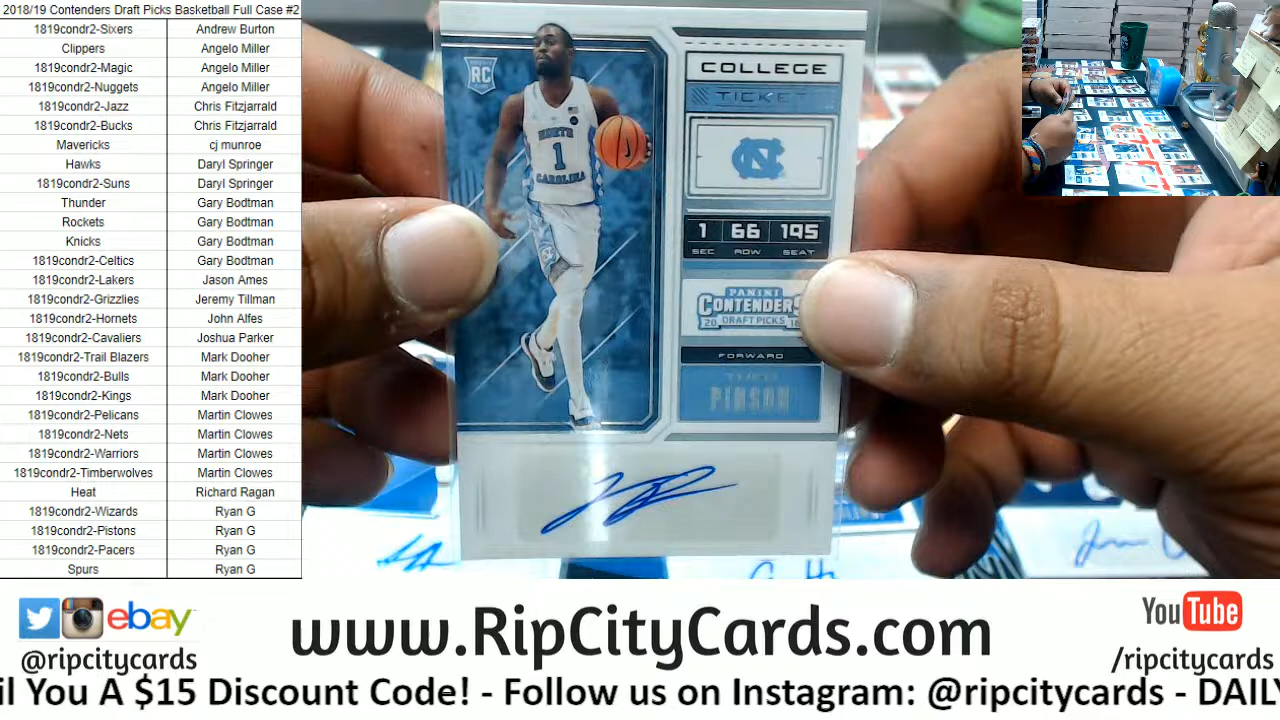 2018/19 Contenders Draft Picks Basketball Full Case #2
1819condr2-Sixers Andrew Burton
Clippers Angelo Miller
1819condr2-Magic Angelo Miller
1819condr2-Nuggets Angelo Miller
1819condr2-Jazz Chris Fitzjarrald
1819condr2-Bucks Chris Fitzjarrald
Mavericks cj munroe
Hawks Daryl Springer
1819condr2-Suns Daryl Springer
Thunder Gary Bodtman
Rockets Gary Bodtman
Knicks Gary Bodtman
1819condr2-Celtics Gary Bodtman
1819condr2-Lakers Jason Ames
1819condr2-Grizzlies Jeremy Tillman
1819condr2-Hornets John Alfes
1819condr2-Cavaliers Joshua Parker
1819condr2-Trail Blazers Mark Dooher
1819condr2-Bulls Mark Dooher
1819condr2-Kings Mark Dooher
1819condr2-Pelicans Martin Clowes
1819condr2-Nets Martin Clowes
1819condr2-Warriors Martin Clowes
1819condr2-Timberwolves Martin Clowes
Heat Richard Ragan
1819condr2-Wizards Ryan G
1819condr2-Pistons Ryan G
1819condr2-Pacers Ryan G
Spurs Ryan G
RC
NORTH
1
CAROLINA
COLLEGE
TICKET
NC
1 66 195
SEC ROW SEAT
PANINI
CONTENDERS
DRAFT PICKS
FORWARD
PINSON
ebay
@ripcitycards
www.RipCityCards.com
YouTube
/ripcitycards
il You A $15 Discount Code! - Follow us on Instagram: @ripcitycards - DAILY